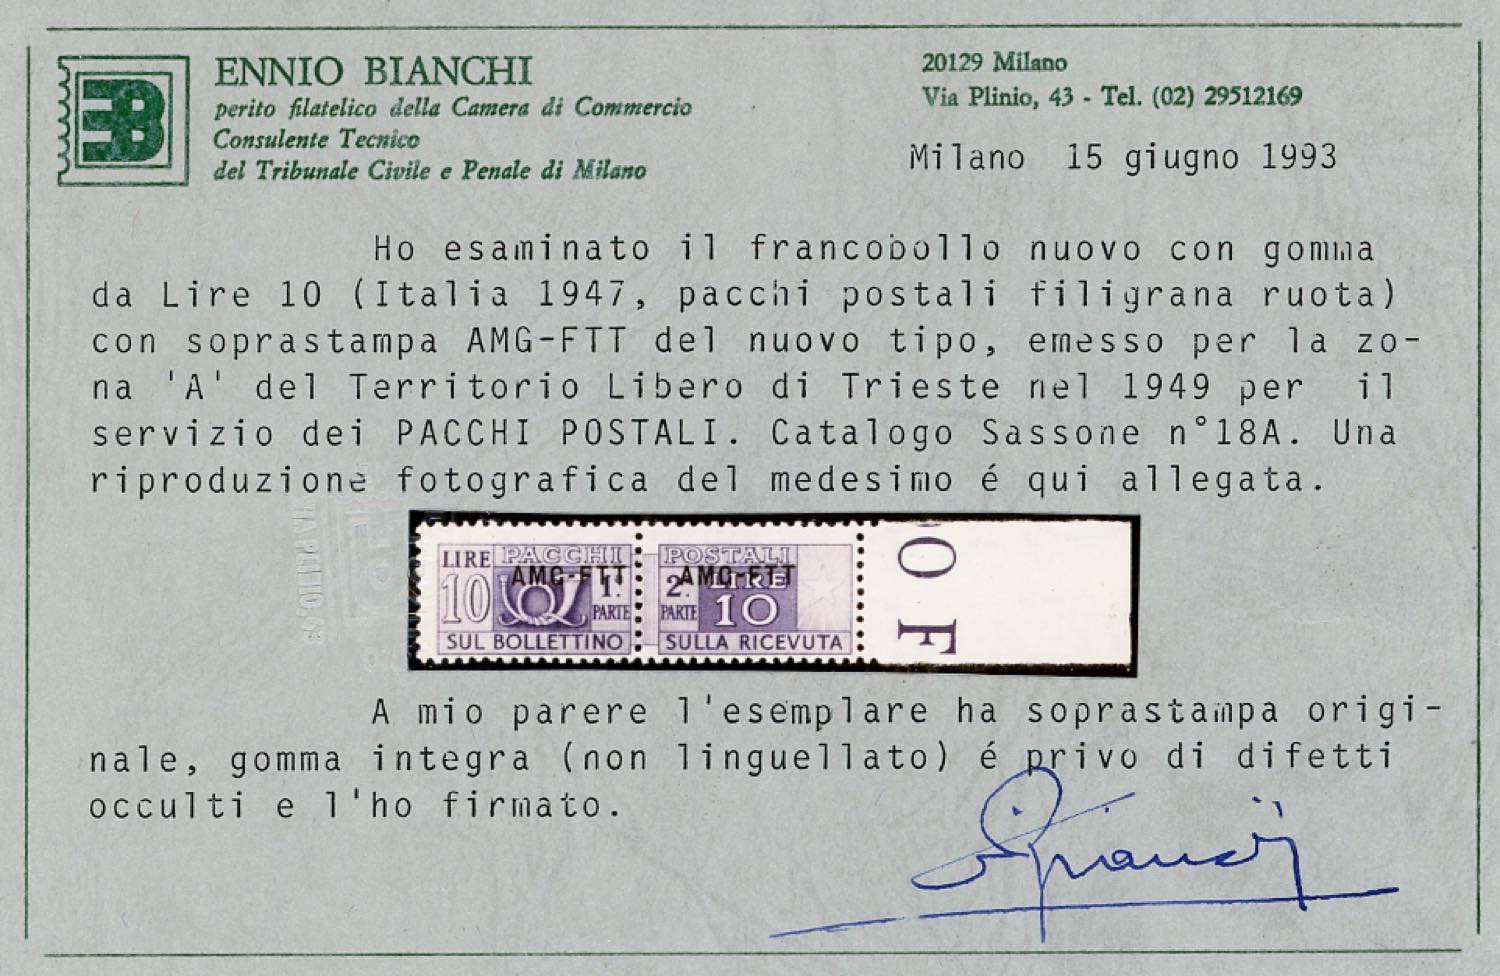 ENNIO BIANCHI
perito filatelico della Camera di Commercio
Consulente Tecnico
del Tribunale Civile e Penale di Milano
EB
20129 Milano
Via Plinio, 43 - Tel. (02) 29512169
Milano 15 giugno 1993
Ho esaminato il francobollo nuovo con gomma
da Lire 10 (Italia 1947, pacchi postali filigrana ruota)
con soprastampa AMG-FTT del nuovo tipo, emesso per la zo-
na 'A' del Territorio Libero di Trieste nel 1949 per il
servizio dei PACCHI POSTALI. Catalogo Sassone n°18A. Una
riproduzione fotografica del medesimo é qui allegata.
LIRE PACCHI POSTALI
AMG-FTT AMG-FTT
10 1ª PARTE 2ª PARTE LIRE 10
SUL BOLLETTINO SULLA RICEVUTA
O F
A mio parere l'esemplare ha soprastampa origi-
nale, gomma integra (non linguellato) é privo di difetti
occulti e l'ho firmato.